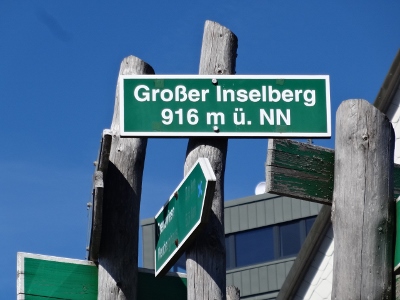 Großer Inselberg
916 m ü. NN